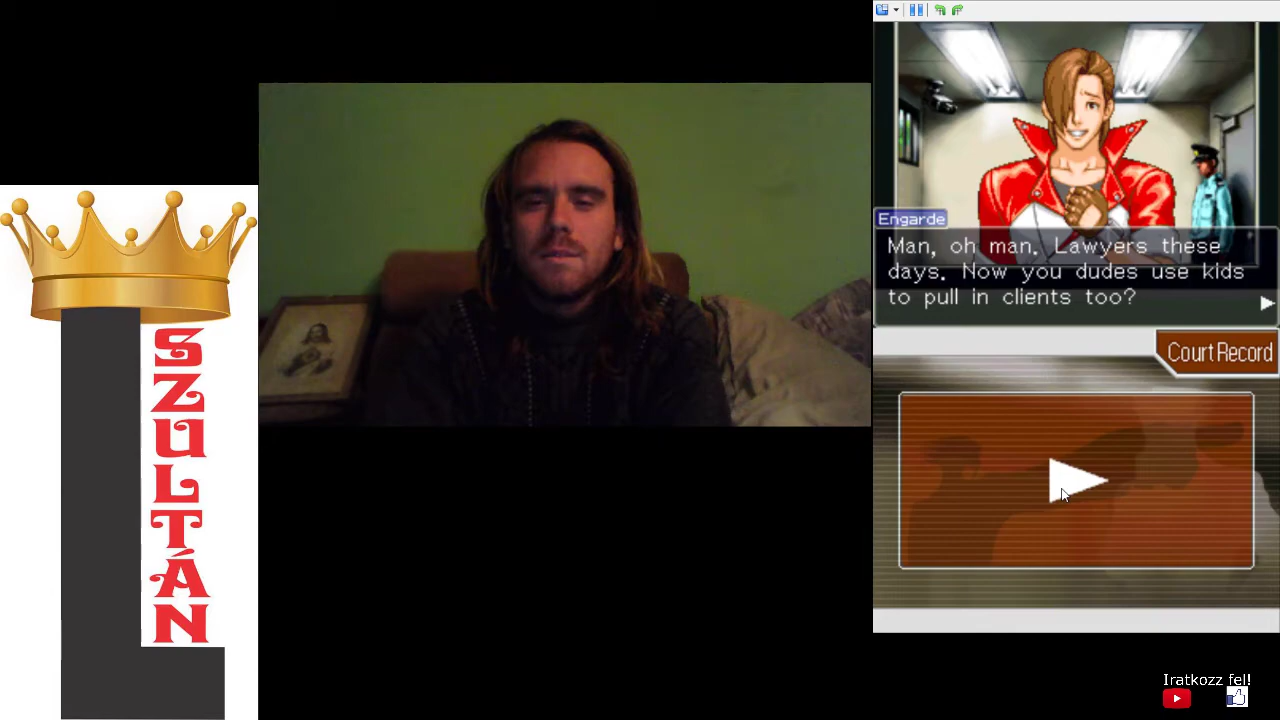 L
SZULTÁN
Engarde
Man, oh man. Lawyers these
days. Now you dudes use kids
to pull in clients too?
Court Record
Iratkozz fel!